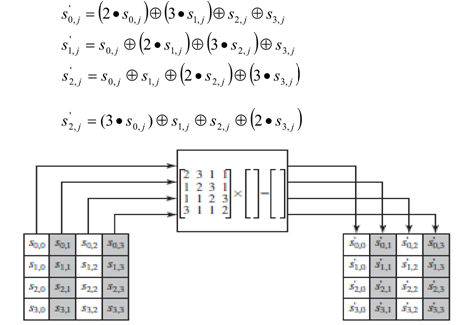 s'0,j = (2 • s0,j) ⊕ (3 • s1,j) ⊕ s2,j ⊕ s3,j
s'1,j = s0,j ⊕ (2 • s1,j) ⊕ (3 • s2,j) ⊕ s3,j
s'2,j = s0,j ⊕ s1,j ⊕ (2 • s2,j) ⊕ (3 • s3,j)
s'2,j = (3 • s0,j) ⊕ s1,j ⊕ s2,j ⊕ (2 • s3,j)
2 3 1 1
1 2 3 1 × [ ] = [ ]
1 1 2 3
3 1 1 2
s0,0 s0,1 s0,2 s0,3 s'0,0 s'0,1 s'0,2 s'0,3
s1,0 s1,1 s1,2 s1,3 s'1,0 s'1,1 s'1,2 s'1,3
s2,0 s2,1 s2,2 s2,3 s'2,0 s'2,1 s'2,2 s'2,3
s3,0 s3,1 s3,2 s3,3 s'3,0 s'3,1 s'3,2 s'3,3